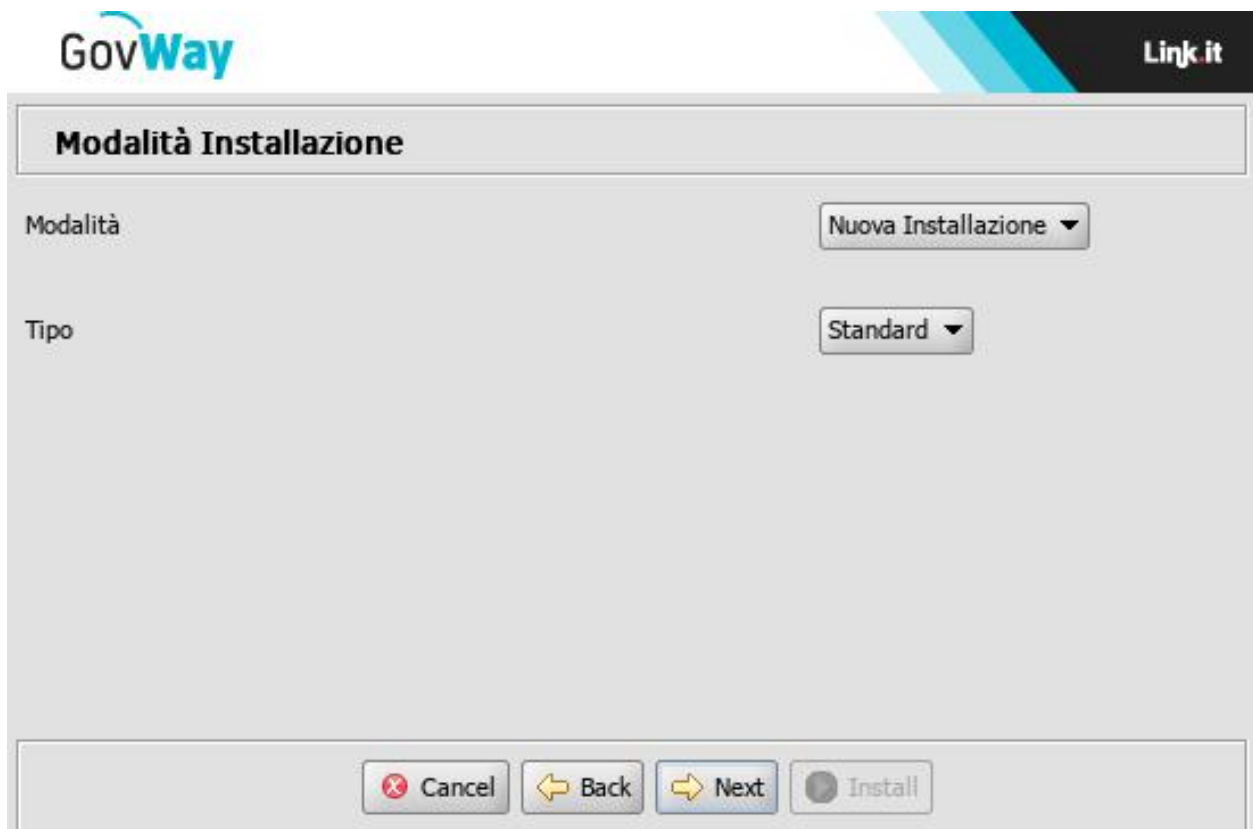 GovWay
Link.it
Modalità Installazione
Modalità
Nuova Installazione
Tipo
Standard
Cancel
Back
Next
Install